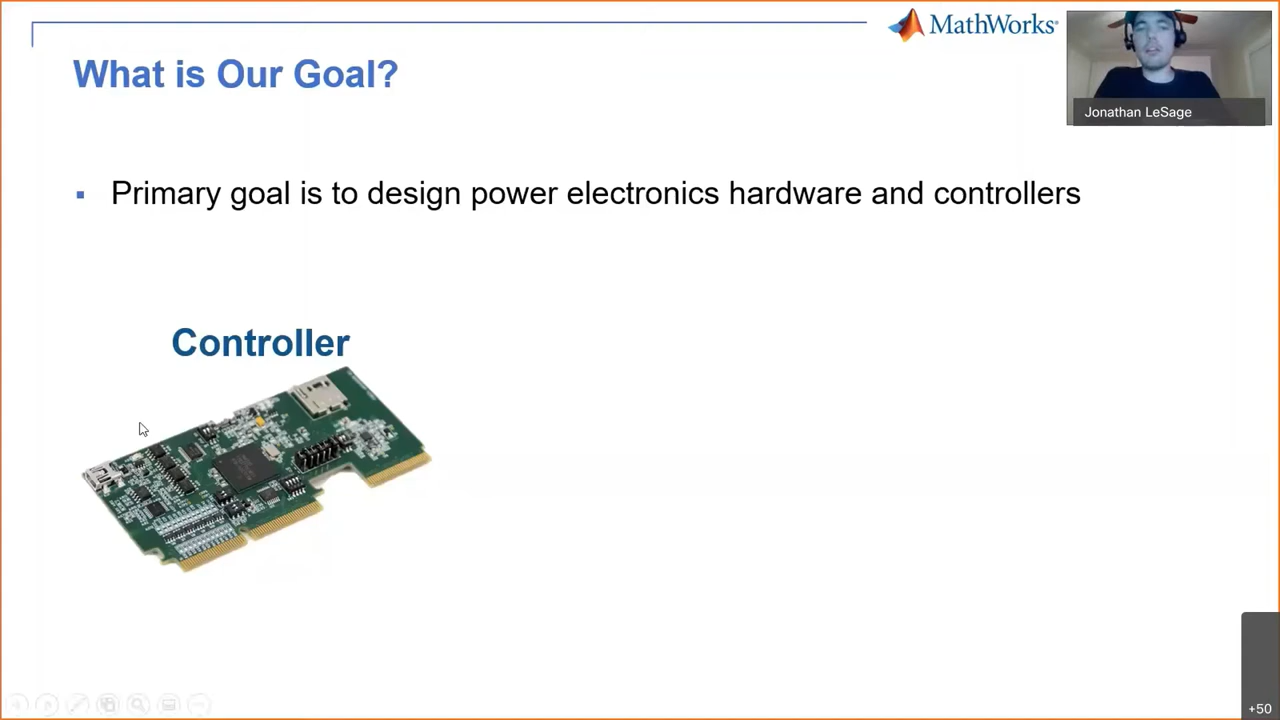 MathWorks®
What is Our Goal?
Jonathan LeSage
▪ Primary goal is to design power electronics hardware and controllers
Controller
+50